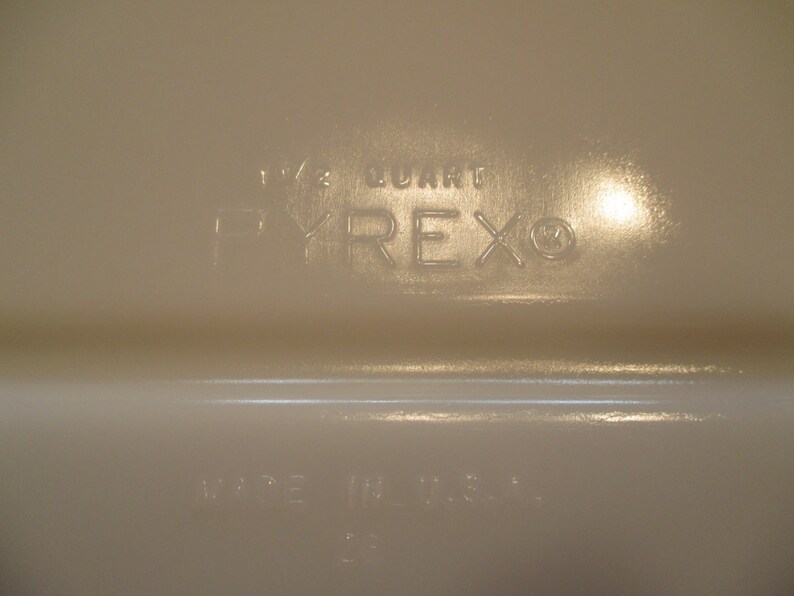 1 1/2 QUART
PYREX®
MADE IN U.S.A.